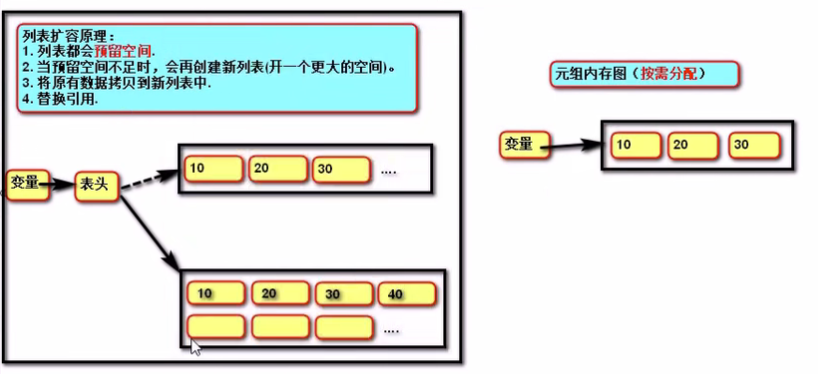 列表扩容原理：
1. 列表都会预留空间.
2. 当预留空间不足时，会再创建新列表(开一个更大的空间)。
3. 将原有数据拷贝到新列表中.
4. 替换引用.
变量
表头
10 20 30 ....
10 20 30 40
....
元组内存图（按需分配）
变量
10 20 30